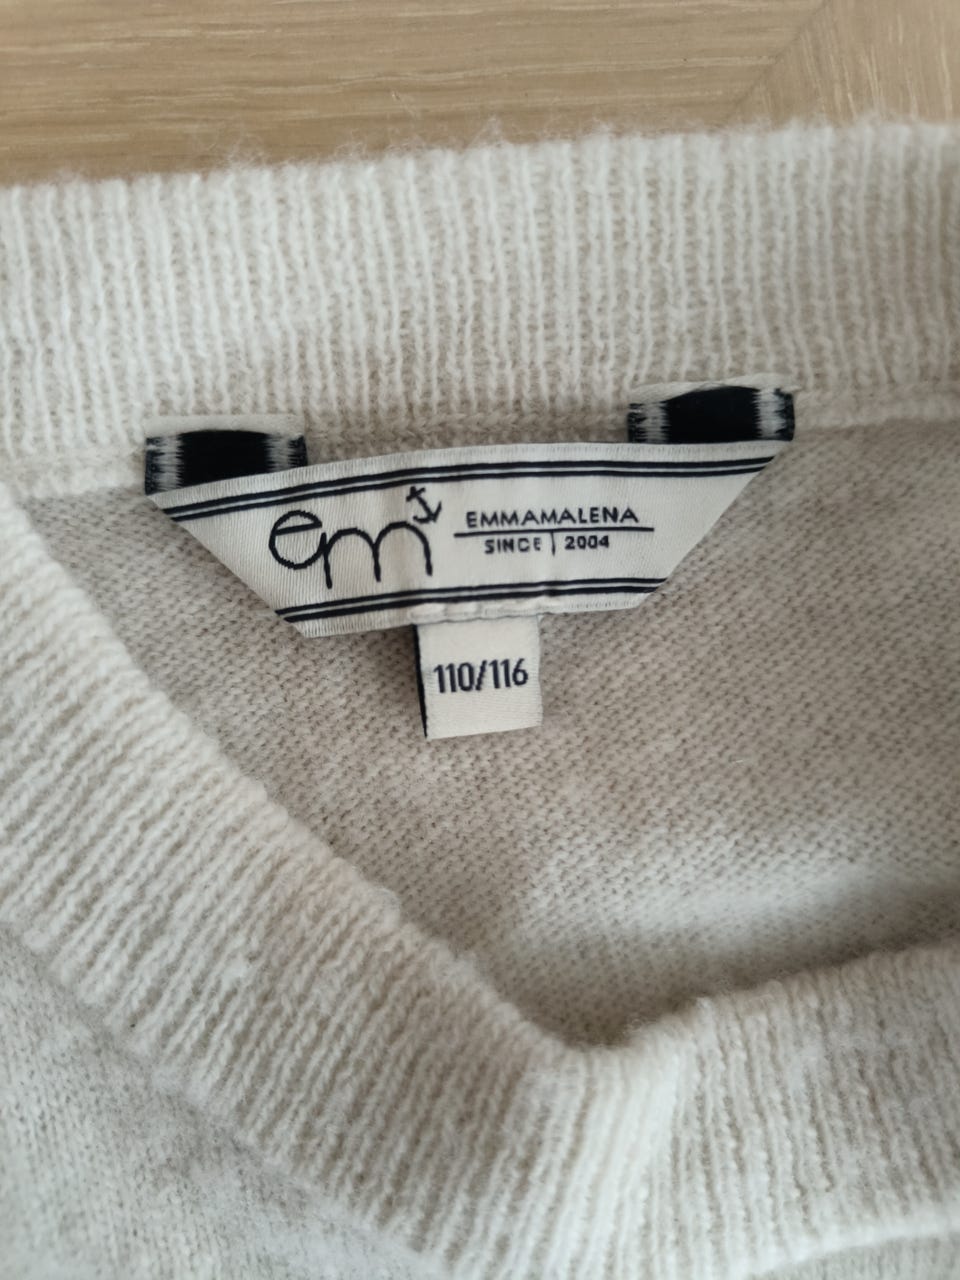 em
EMMAMALENA
SINCE | 2004
110/116